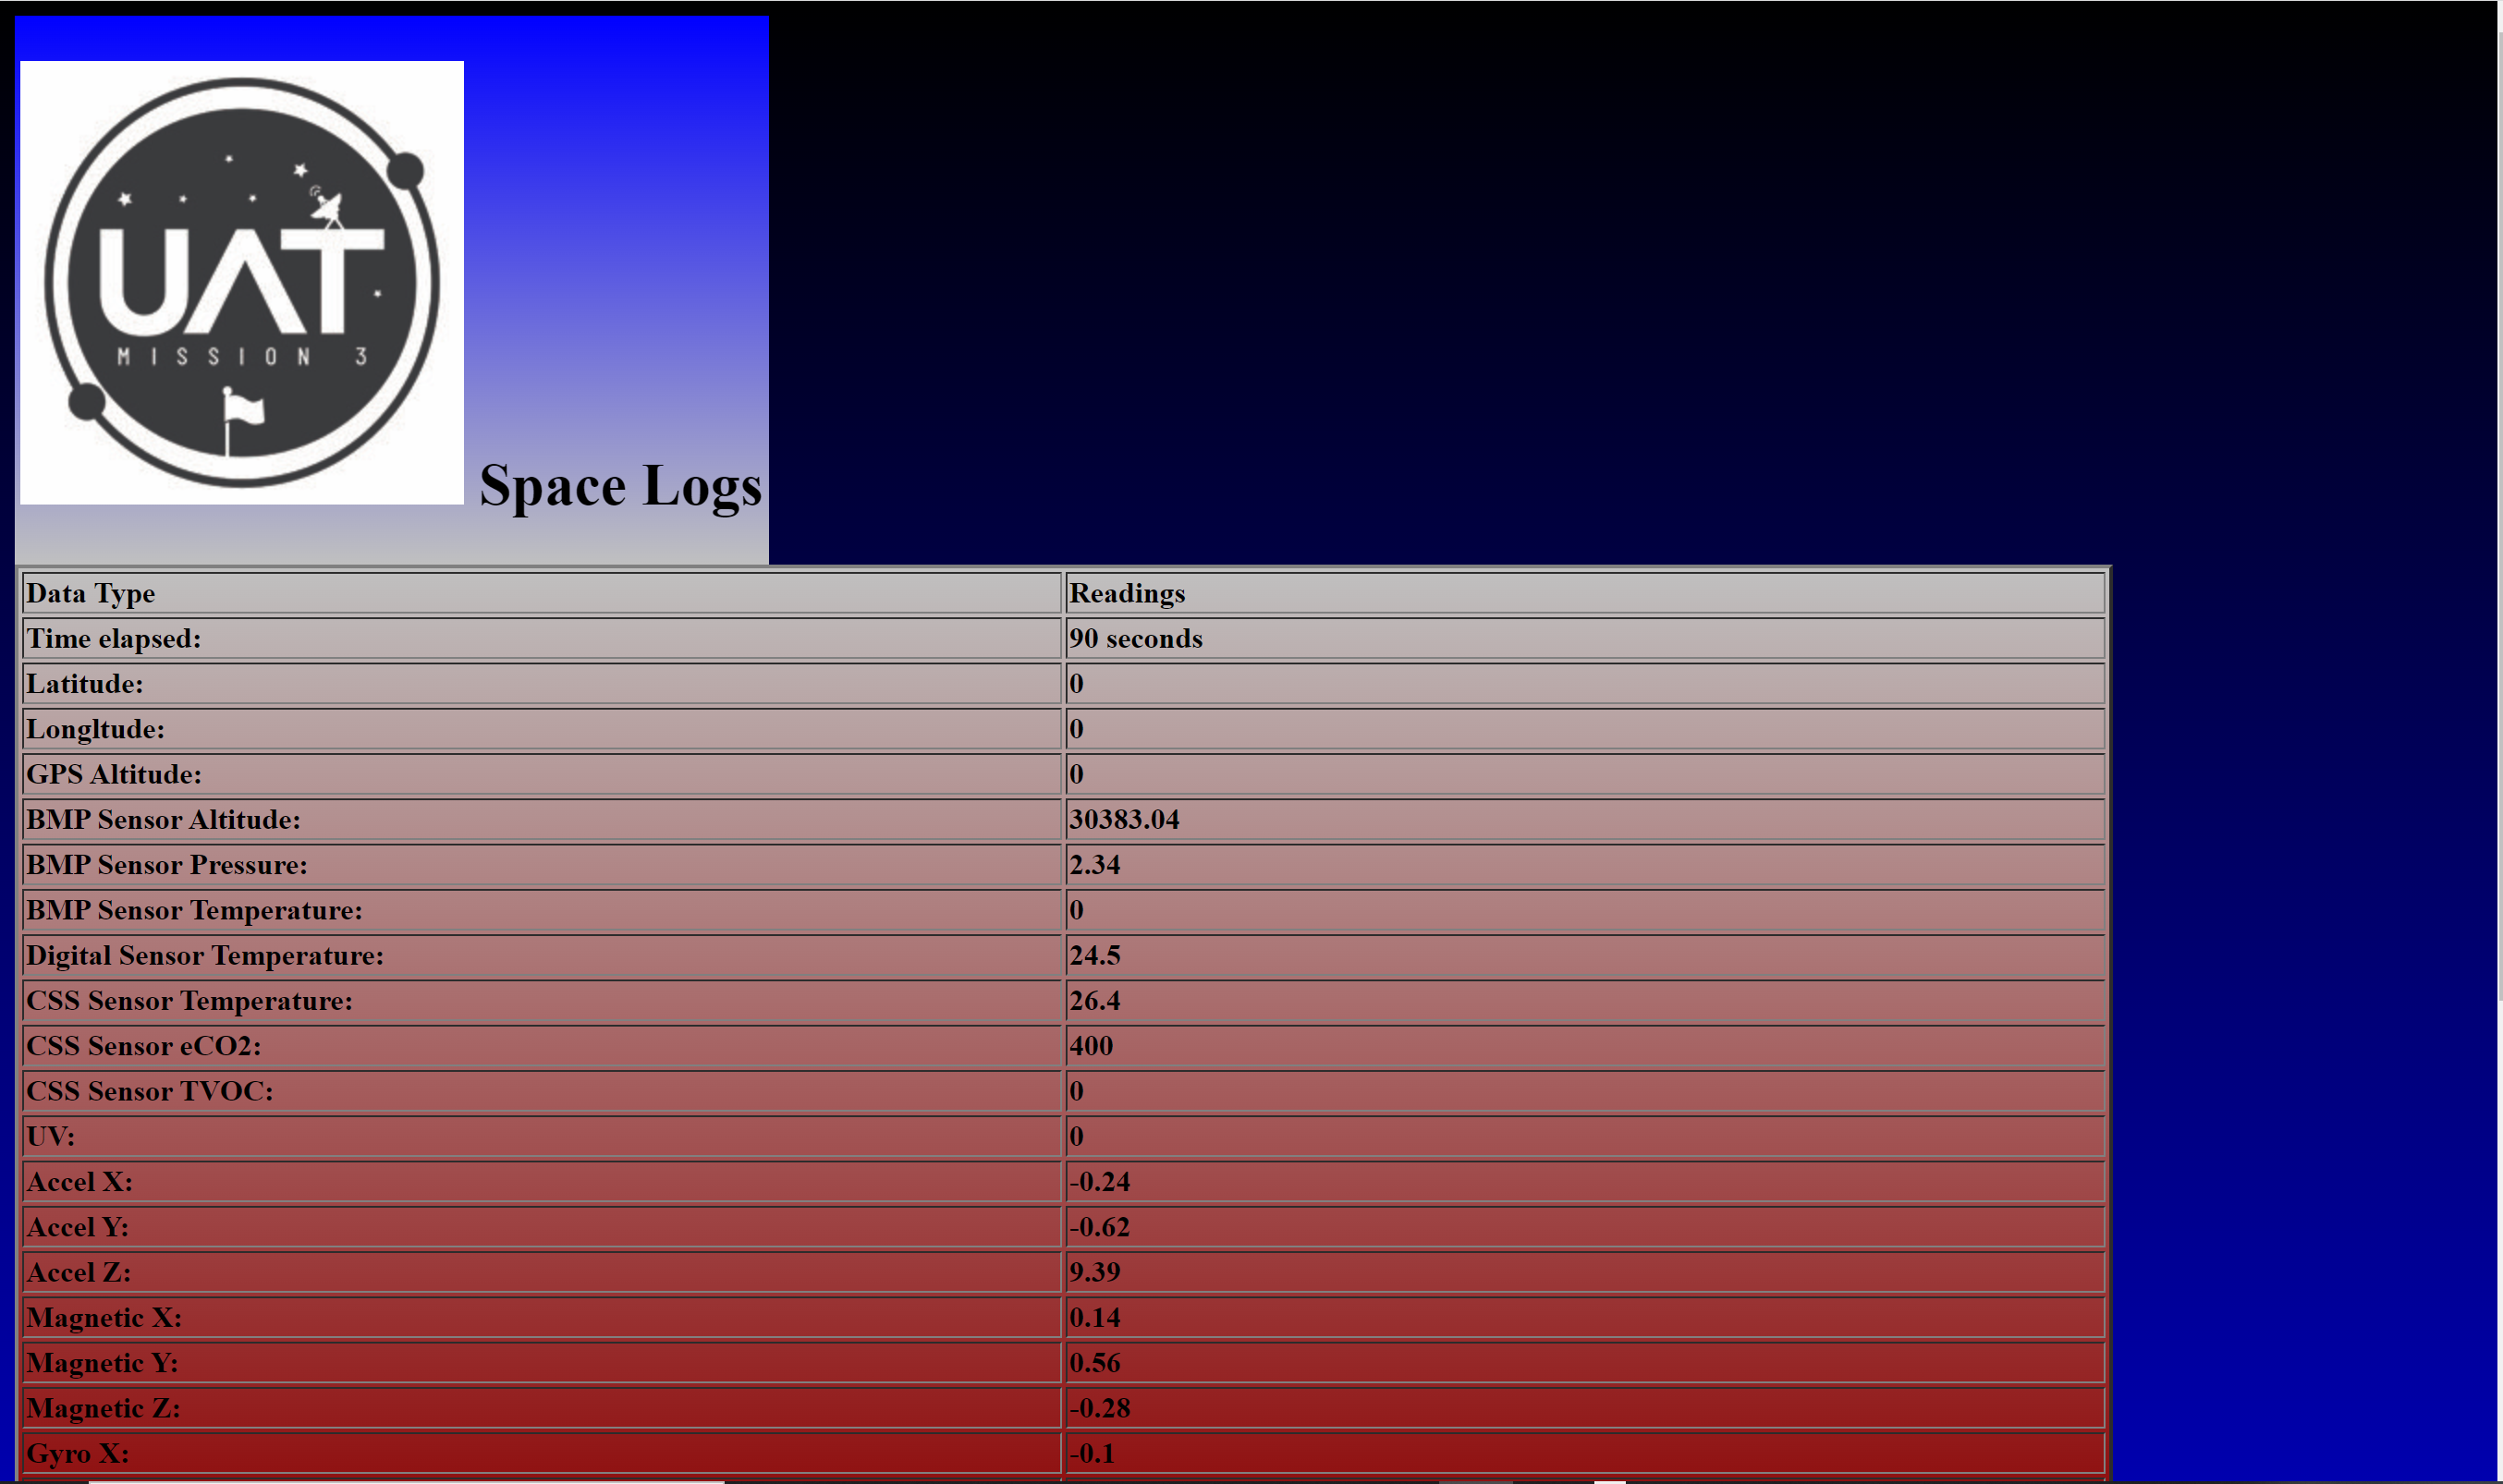 UAT
MISSION 3
Space Logs
Data Type Readings
Time elapsed: 90 seconds
Latitude: 0
Longltude: 0
GPS Altitude: 0
BMP Sensor Altitude: 30383.04
BMP Sensor Pressure: 2.34
BMP Sensor Temperature: 0
Digital Sensor Temperature: 24.5
CSS Sensor Temperature: 26.4
CSS Sensor eCO2: 400
CSS Sensor TVOC: 0
UV: 0
Accel X: -0.24
Accel Y: -0.62
Accel Z: 9.39
Magnetic X: 0.14
Magnetic Y: 0.56
Magnetic Z: -0.28
Gyro X: -0.1